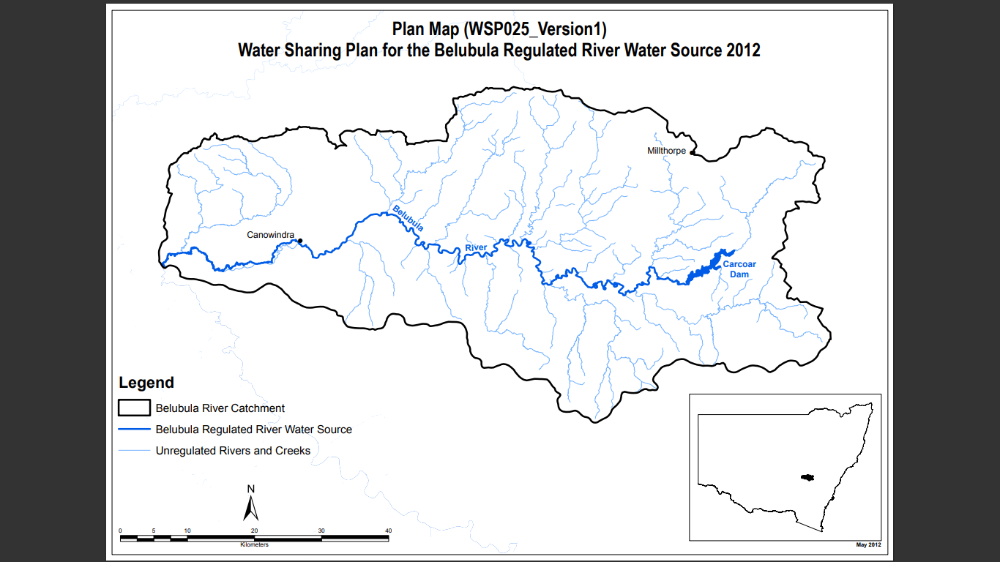 Plan Map (WSP025_Version1)
Water Sharing Plan for the Belubula Regulated River Water Source 2012
Millthorpe
Belubula
Canowindra
River
Carcoar
Dam
Legend
Belubula River Catchment
Belubula Regulated River Water Source
Unregulated Rivers and Creeks
N
0 5 10 20 30 40
Kilometers
May 2012